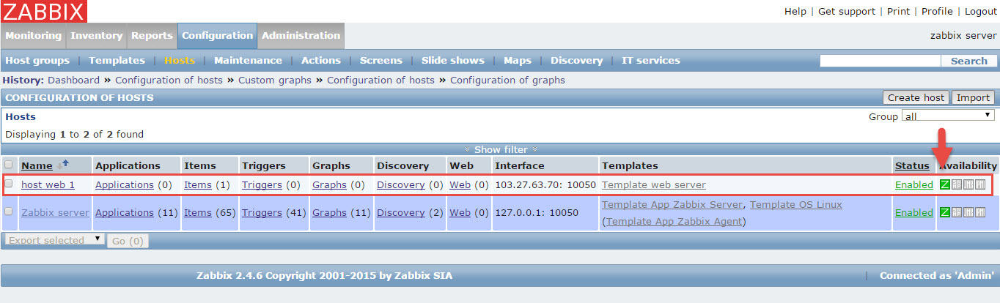 ZABBIX
Help | Get support | Print | Profile | Logout
Monitoring Inventory Reports Configuration Administration zabbix server
Host groups | Templates | Hosts | Maintenance | Actions | Screens | Slide shows | Maps | Discovery | IT services Search
History: Dashboard » Configuration of hosts » Custom graphs » Configuration of hosts » Configuration of graphs
CONFIGURATION OF HOSTS Create host Import
Hosts Group all
Displaying 1 to 2 of 2 found
Show filter
Name Applications Items Triggers Graphs Discovery Web Interface Templates Status Availability
host web 1 Applications (0) Items (1) Triggers (0) Graphs (0) Discovery (0) Web (0) 103.27.63.70: 10050 Template web server Enabled Z
Zabbix server Applications (11) Items (65) Triggers (41) Graphs (11) Discovery (2) Web (0) 127.0.0.1: 10050 Template App Zabbix Server, Template OS Linux Enabled Z
(Template App Zabbix Agent)
Export selected Go (0)
Zabbix 2.4.6 Copyright 2001-2015 by Zabbix SIA | Connected as 'Admin'